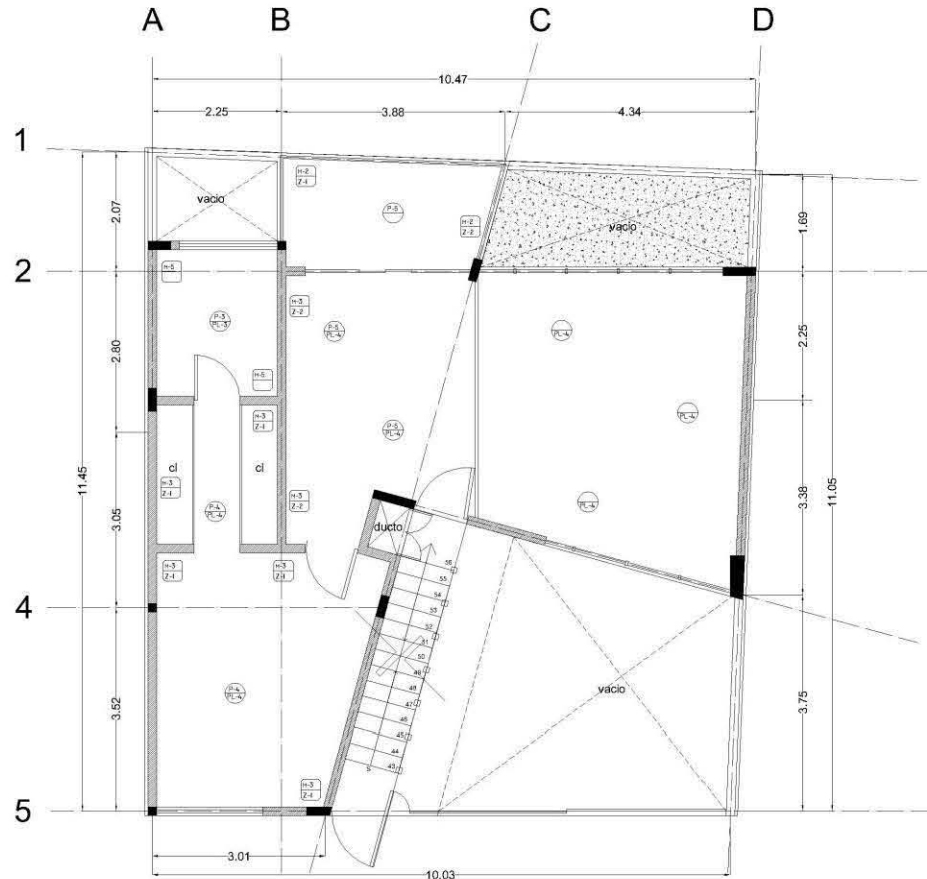 A B C D
10.47
2.25 3.88 4.34
1
2
4
5
2.07
2.80
3.05
3.52
11.45
1.69
2.25
3.38
3.75
11.05
vacio
H-2
Z-1
P-5
H-2
Z-2
vacio
H-5
P-3
PL-3
H-5
H-3
Z-2
P-5
PL-4
PL-4
PL-4
H-3
Z-1
P-5
PL-4
cl
cl
H-3
Z-1
P-4
PL-4
H-3
Z-2
PL-4
ducto
H-3
Z-1
H-3
Z-1
56
55
54
53
52
51
50
49
48
47
46
45
44
43
S
P-4
PL-4
vacio
H-3
Z-1
3.01
10.03